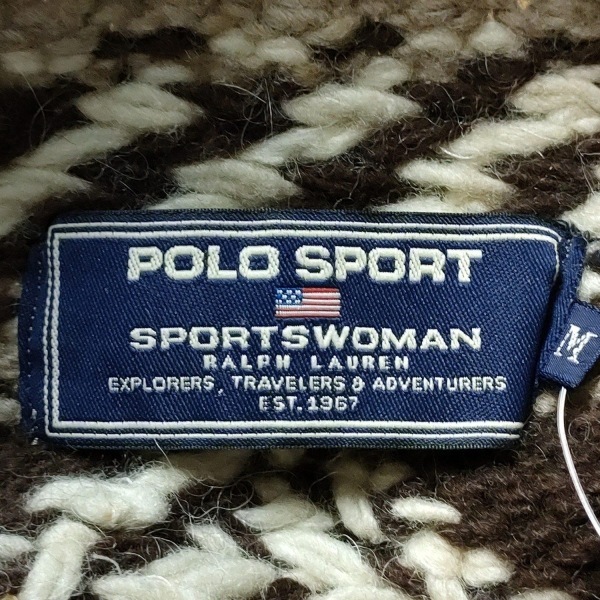 POLO SPORT
SPORTSWOMAN
RALPH LAUREN
EXPLORERS, TRAVELERS & ADVENTURERS
EST. 1967
M